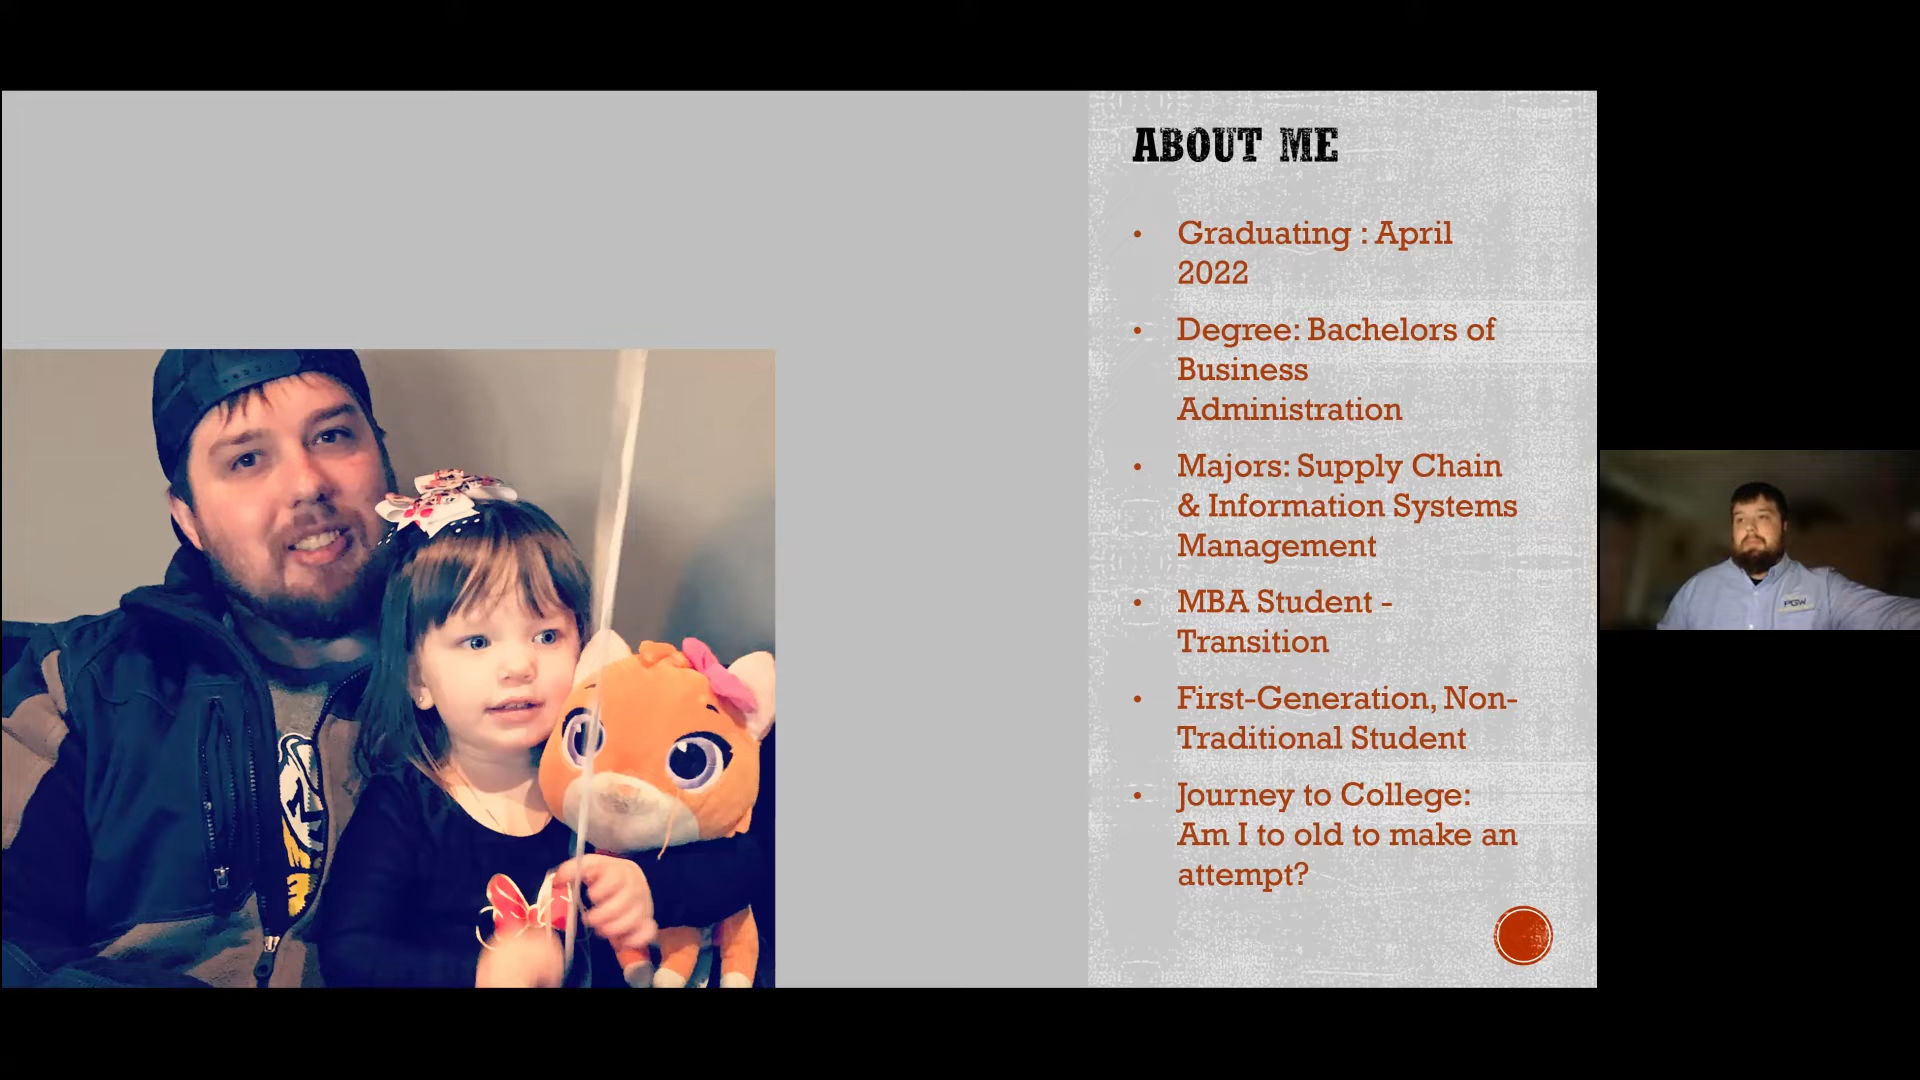 ABOUT ME
• Graduating : April
2022
• Degree: Bachelors of
Business
Administration
• Majors: Supply Chain
& Information Systems
Management
• MBA Student -
Transition
• First-Generation, Non-
Traditional Student
• Journey to College:
Am I to old to make an
attempt?
PGW